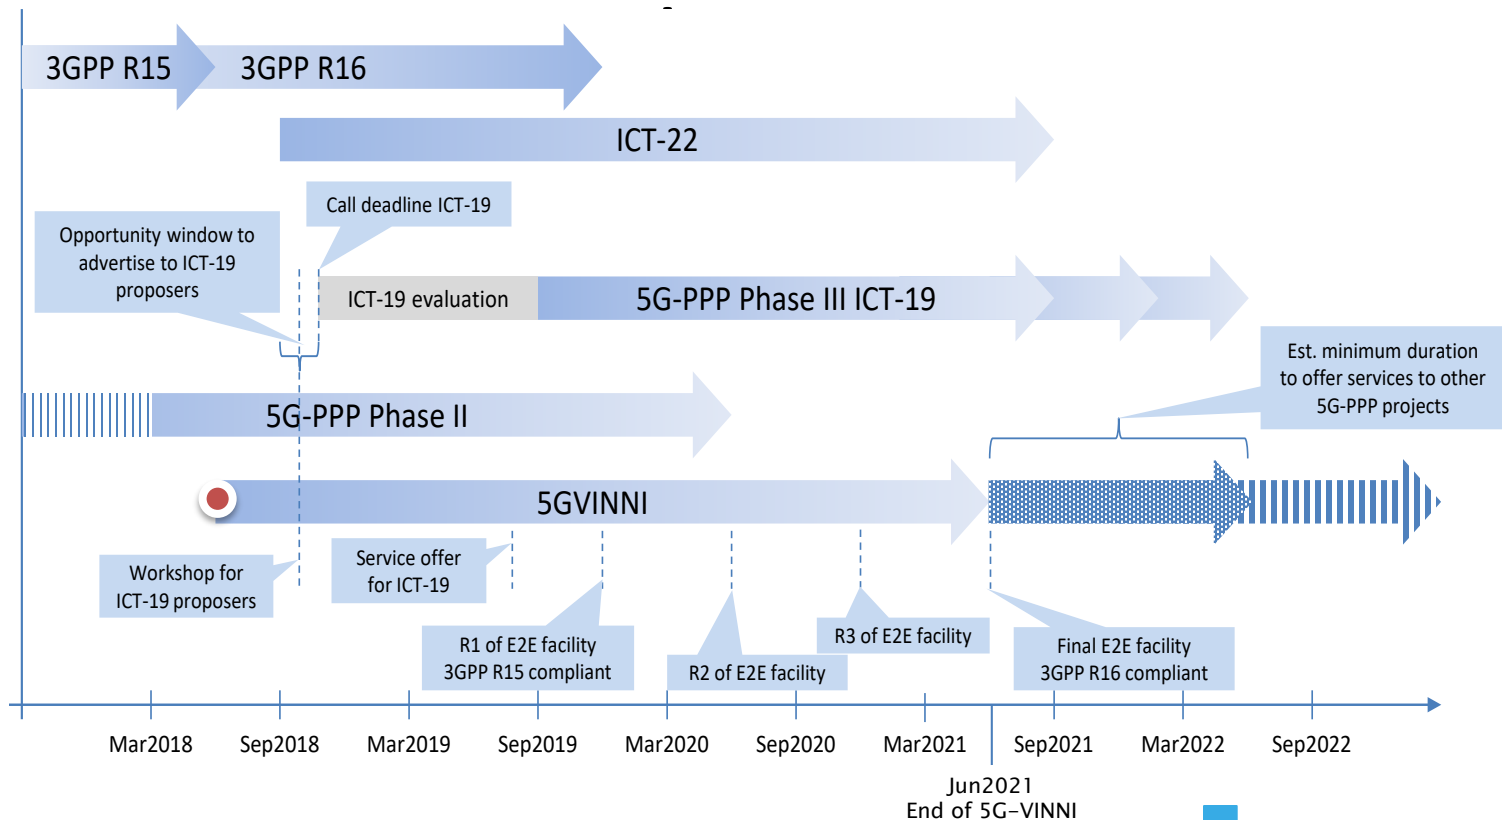 3GPP R15
3GPP R16
ICT-22
Call deadline ICT-19
Opportunity window to
advertise to ICT-19
proposers
ICT-19 evaluation
5G-PPP Phase III ICT-19
Est. minimum duration
to offer services to other
5G-PPP projects
5G-PPP Phase II
5GVINNI
Workshop for
ICT-19 proposers
Service offer
for ICT-19
R1 of E2E facility
3GPP R15 compliant
R2 of E2E facility
R3 of E2E facility
Final E2E facility
3GPP R16 compliant
Mar2018
Sep2018
Mar2019
Sep2019
Mar2020
Sep2020
Mar2021
Sep2021
Mar2022
Sep2022
Jun2021
End of 5G-VINNI